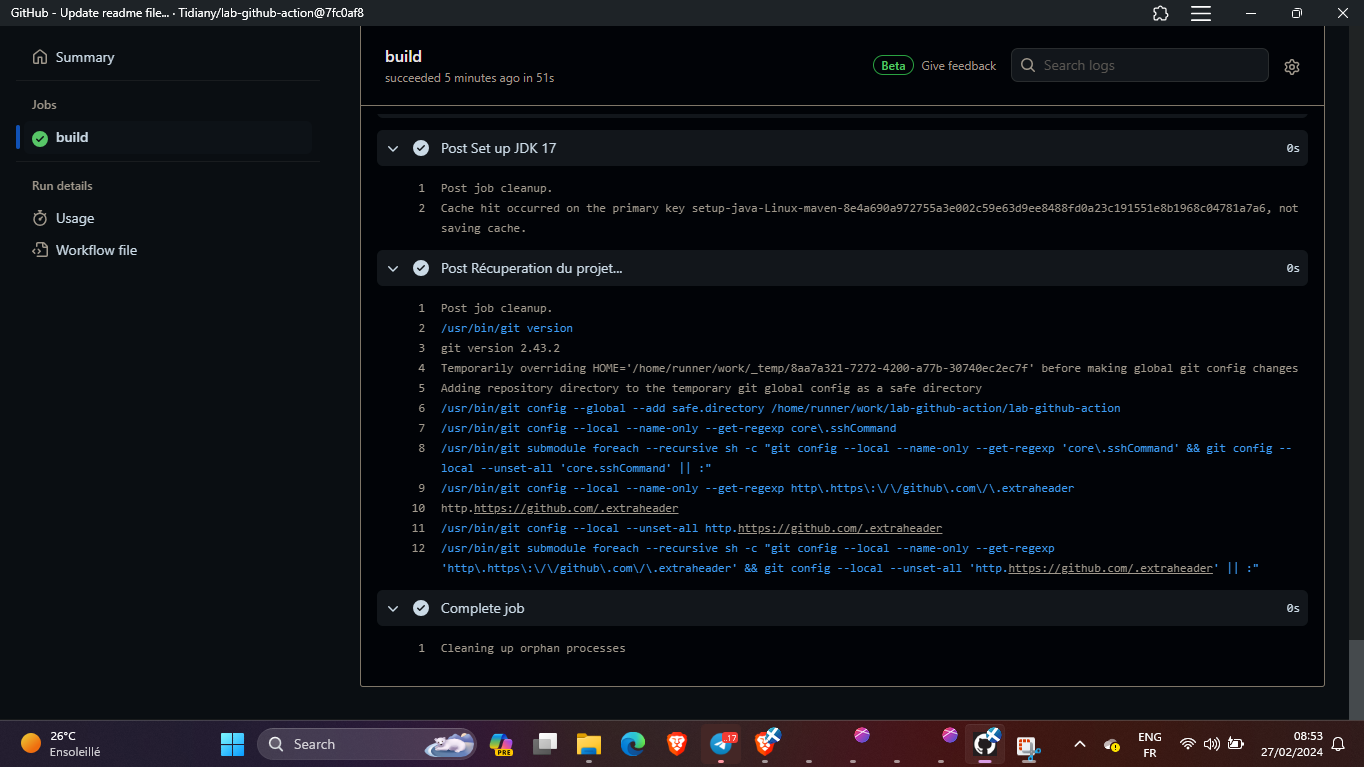 GitHub - Update readme file... · Tidiany/lab-github-action@7fc0af8
Summary
Jobs
build
Run details
Usage
Workflow file
build
succeeded 5 minutes ago in 51s
Beta
Give feedback
Search logs
Post Set up JDK 17
0s
1 Post job cleanup.
2 Cache hit occurred on the primary key setup-java-Linux-maven-8e4a690a972755a3e002c59e63d9ee8488fd0a23c191551e8b1968c04781a7a6, not
saving cache.
Post Récuperation du projet...
0s
1 Post job cleanup.
2 /usr/bin/git version
3 git version 2.43.2
4 Temporarily overriding HOME='/home/runner/work/_temp/8aa7a321-7272-4200-a77b-30740ec2ec7f' before making global git config changes
5 Adding repository directory to the temporary git global config as a safe directory
6 /usr/bin/git config --global --add safe.directory /home/runner/work/lab-github-action/lab-github-action
7 /usr/bin/git config --local --name-only --get-regexp core\.sshCommand
8 /usr/bin/git submodule foreach --recursive sh -c "git config --local --name-only --get-regexp 'core\.sshCommand' && git config --
local --unset-all 'core.sshCommand' || :"
9 /usr/bin/git config --local --name-only --get-regexp http\.https\:\/\/github\.com\/\.extraheader
10 http.https://github.com/.extraheader
11 /usr/bin/git config --local --unset-all http.https://github.com/.extraheader
12 /usr/bin/git submodule foreach --recursive sh -c "git config --local --name-only --get-regexp
'http\.https\:\/\/github\.com\/\.extraheader' && git config --local --unset-all 'http.https://github.com/.extraheader' || :"
Complete job
0s
1 Cleaning up orphan processes
26°C
Ensoleillé
Search
PRE
17
ENG
FR
08:53
27/02/2024